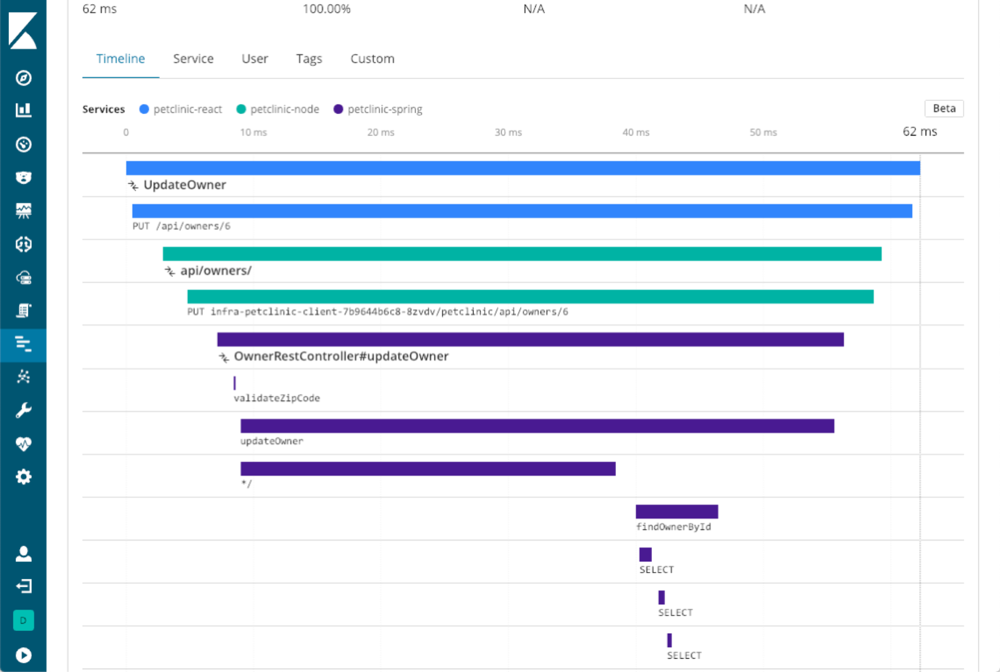 62 ms 100.00% N/A N/A
Timeline Service User Tags Custom
Services petclinic-react petclinic-node petclinic-spring Beta
0 10 ms 20 ms 30 ms 40 ms 50 ms 62 ms
UpdateOwner
PUT /api/owners/6
api/owners/
PUT infra-petclinic-client-7b9644b6c8-8zvdv/petclinic/api/owners/6
OwnerRestController#updateOwner
validateZipCode
updateOwner
*/
findOwnerById
SELECT
SELECT
D
SELECT